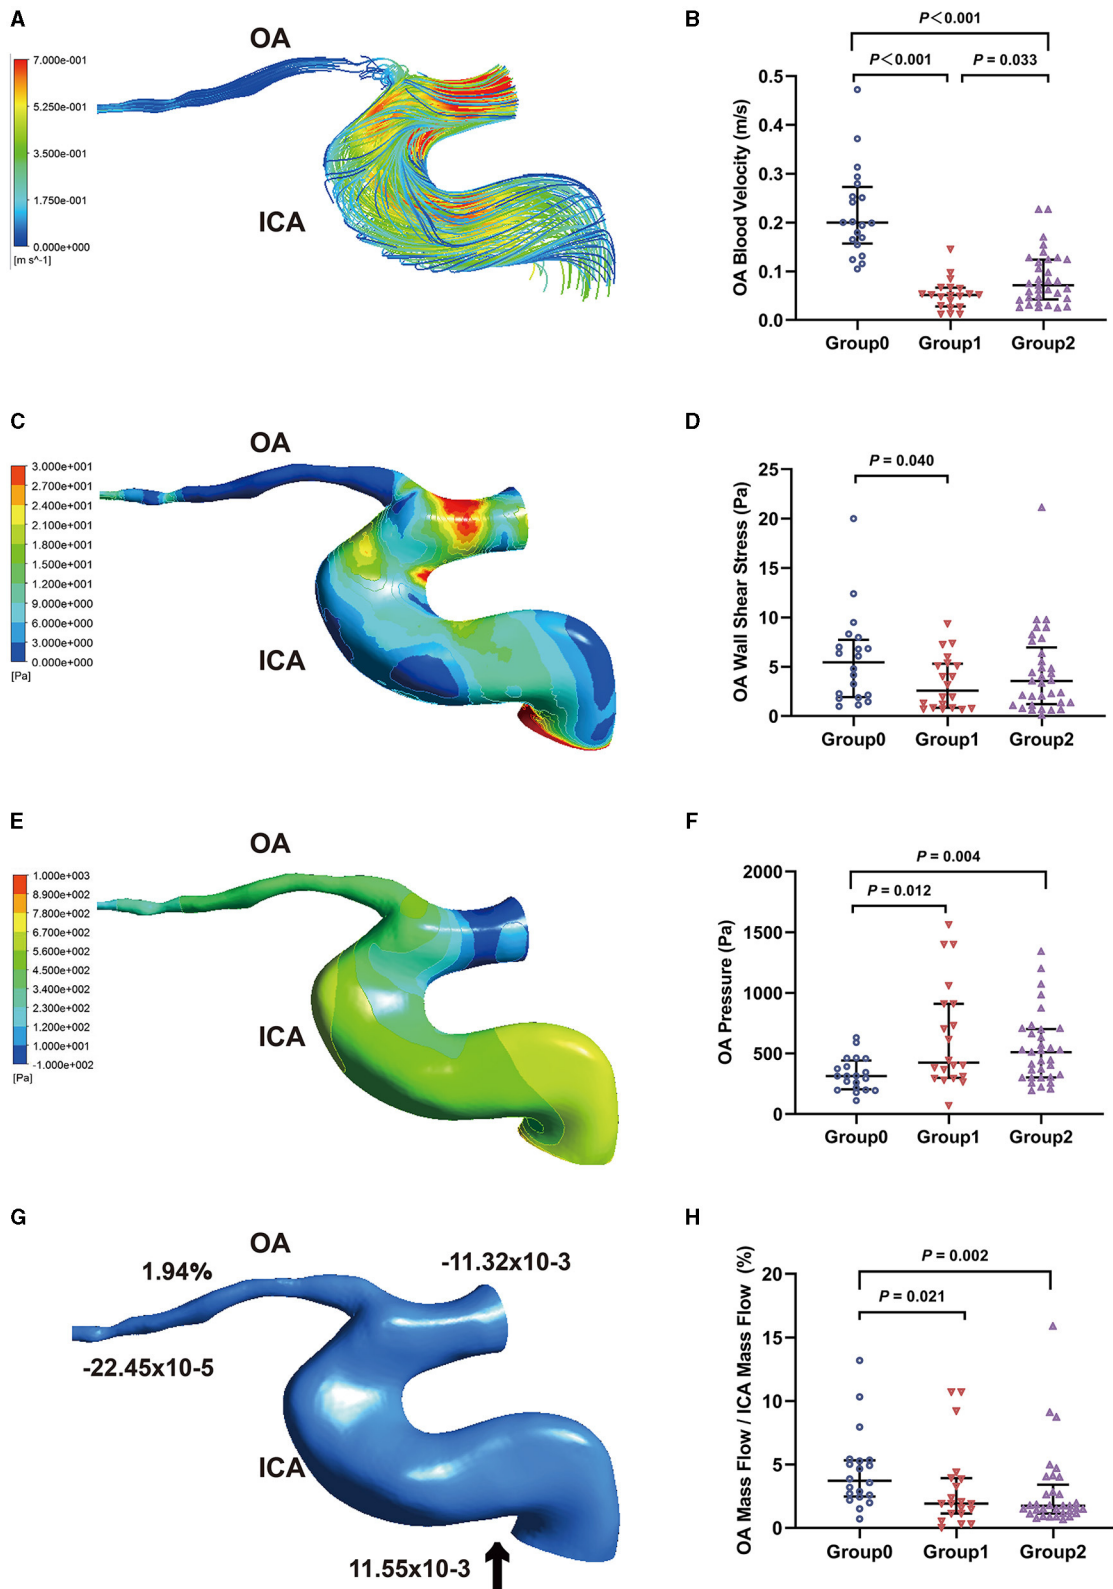 A
OA
7.000e-001
5.250e-001
3.500e-001
1.750e-001
0.000e+000
[m s^-1]
ICA
B
P＜0.001
P＜0.001
P = 0.033
OA Blood Velocity (m/s)
0.5
0.4
0.3
0.2
0.1
0.0
Group0 Group1 Group2
C
OA
3.000e+001
2.700e+001
2.400e+001
2.100e+001
1.800e+001
1.500e+001
1.200e+001
9.000e+000
6.000e+000
3.000e+000
0.000e+000
[Pa]
ICA
D
P = 0.040
OA Wall Shear Stress (Pa)
25
20
15
10
5
0
Group0 Group1 Group2
E
OA
1.000e+003
8.900e+002
7.800e+002
6.700e+002
5.600e+002
4.500e+002
3.400e+002
2.300e+002
1.200e+002
1.000e+001
-1.000e+002
[Pa]
ICA
F
P = 0.004
P = 0.012
OA Pressure (Pa)
2000
1500
1000
500
0
Group0 Group1 Group2
G
OA
1.94%
-11.32x10-3
-22.45x10-5
ICA
11.55x10-3
H
P = 0.002
P = 0.021
OA Mass Flow / ICA Mass Flow (%)
20
15
10
5
0
Group0 Group1 Group2